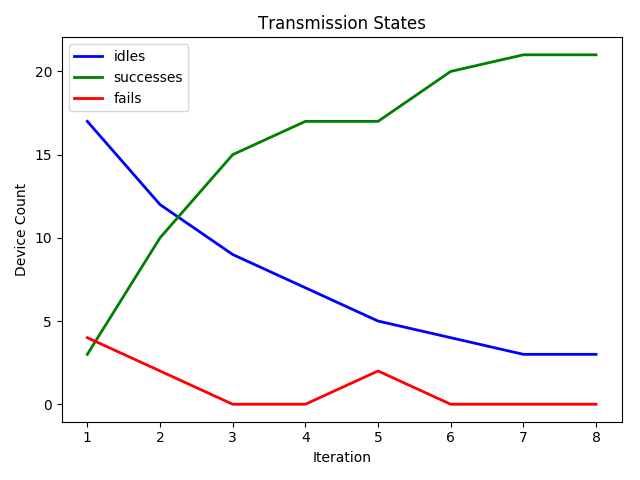 Transmission States
idles
successes
fails
Device Count
20
15
10
5
0
1 2 3 4 5 6 7 8
Iteration